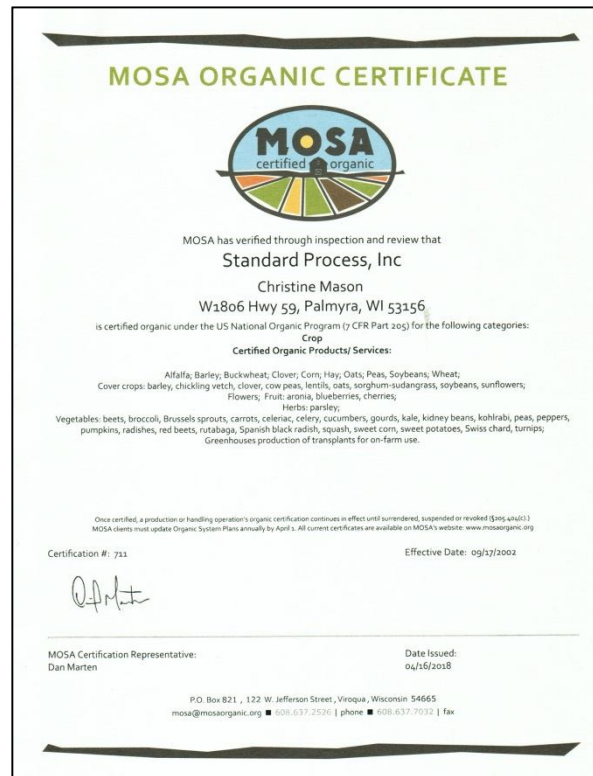 MOSA ORGANIC CERTIFICATE
MOSA
certified organic
MOSA has verified through inspection and review that
Standard Process, Inc
Christine Mason
W1806 Hwy 59, Palmyra, WI 53156
is certified organic under the US National Organic Program (7 CFR Part 205) for the following categories:
Crop
Certified Organic Products/ Services:
Alfalfa; Barley; Buckwheat; Clover; Corn; Hay; Oats; Peas, Soybeans; Wheat;
Cover crops: barley, chickling vetch, clover, cow peas, lentils, oats, sorghum-sudangrass, soybeans, sunflowers;
Flowers; Fruit: aronia, blueberries, cherries;
Herbs: parsley;
Vegetables: beets, broccoli, Brussels sprouts, carrots, celeriac, celery, cucumbers, gourds, kale, kidney beans, kohlrabi, peas, peppers,
pumpkins, radishes, red beets, rutabaga, Spanish black radish, squash, sweet corn, sweet potatoes, Swiss chard, turnips;
Greenhouses production of transplants for on-farm use.
Once certified, a production or handling operation's organic certification continues in effect until surrendered, suspended or revoked (§205.404(c).)
MOSA clients must update Organic System Plans annually by April 1. All current certificates are available on MOSA's website: www.mosaorganic.org
Certification #: 711
Effective Date: 09/17/2002
MOSA Certification Representative:
Dan Marten
Date Issued:
04/16/2018
P.O. Box 821 , 122 W. Jefferson Street , Viroqua, Wisconsin 54665
mosa@mosaorganic.org ■ 608.637.2526 | phone ■ 608.637.7032 | fax